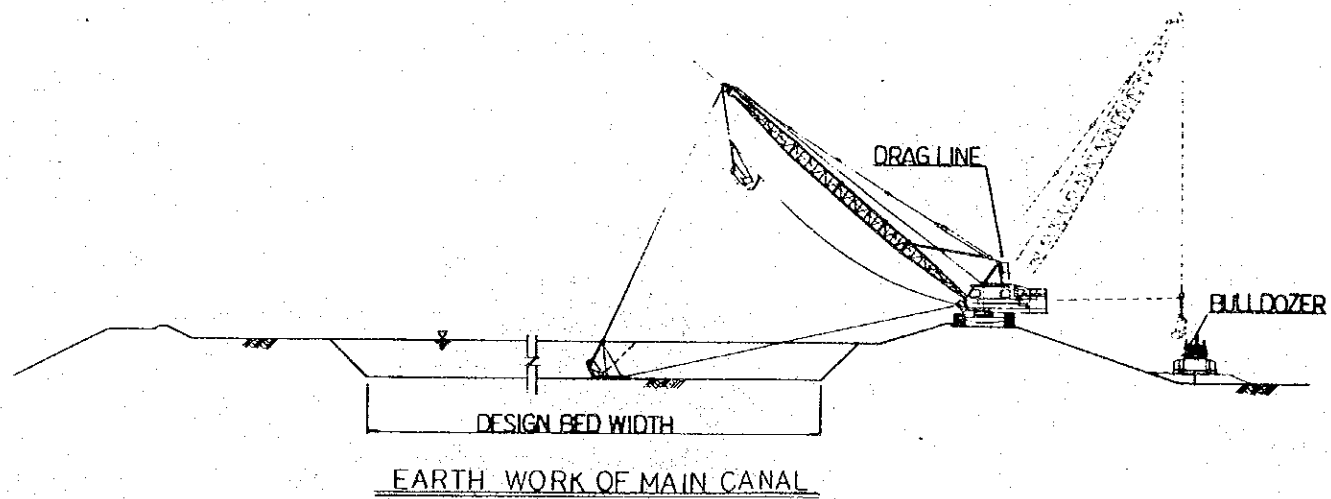 DRAG LINE
BULLDOZER
DESIGN BED WIDTH
EARTH WORK OF MAIN CANAL